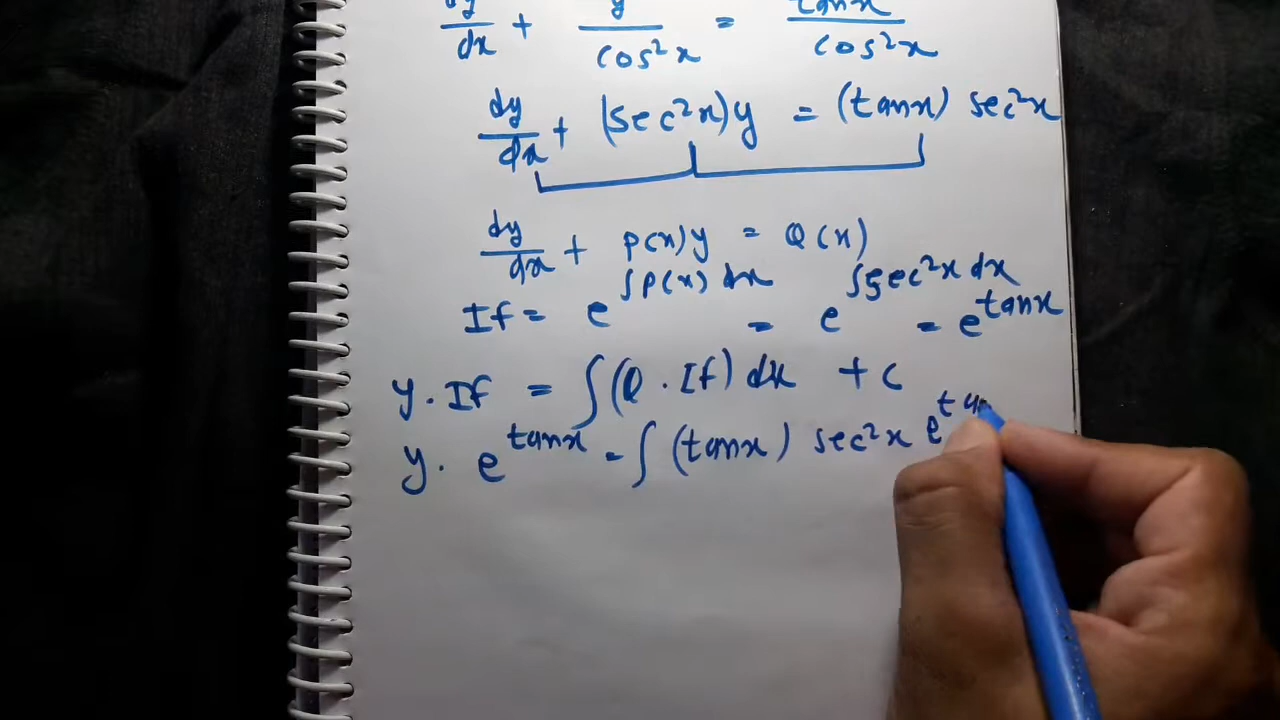 dy/dx + y/cos²x = tanx/cos²x
dy/dx + (sec²x)y = (tanx) sec²x
dy/dx + p(x)y = Q(x)
If = e^∫p(x) dx = e^∫sec²x dx = e^tanx
y. If = ∫(Q . If) dx + c
y. e^tanx = ∫ (tanx) sec²x e^tan